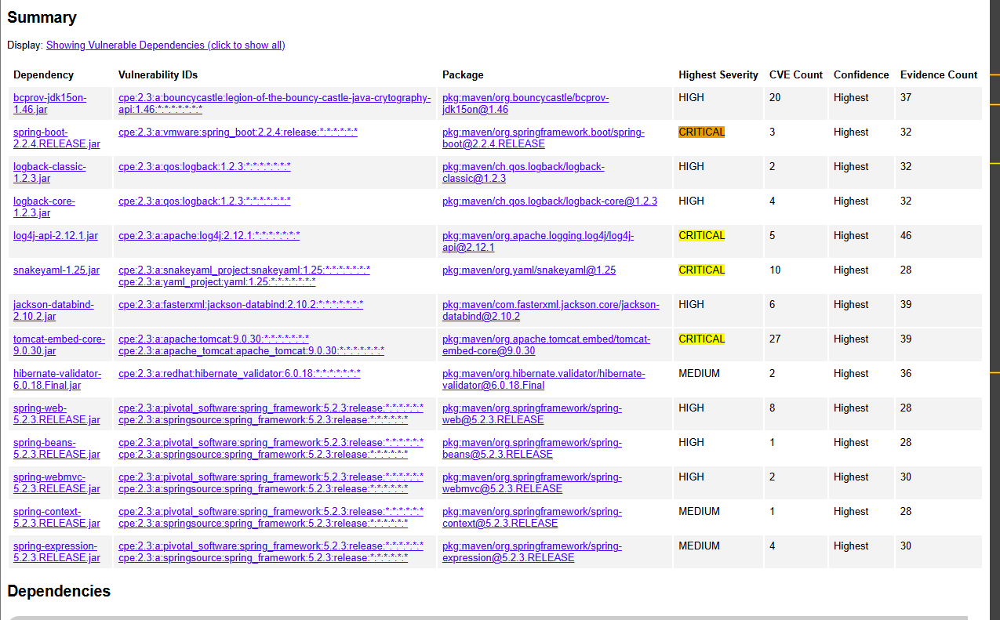 Summary
Display: Showing Vulnerable Dependencies (click to show all)
Dependency Vulnerability IDs Package Highest Severity CVE Count Confidence Evidence Count
bcprov-jdk15on- cpe:2.3:a:bouncycastle:legion-of-the-bouncy-castle-java-crytography- pkg:maven/org.bouncycastle/bcprov- HIGH 20 Highest 37
1.46.jar api:1.46:*:*:*:*:*:*:* jdk15on@1.46
spring-boot- cpe:2.3:a:vmware:spring_boot:2.2.4:release:*:*:*:*:*:* pkg:maven/org.springframework.boot/spring- CRITICAL 3 Highest 32
2.2.4.RELEASE.jar boot@2.2.4.RELEASE
logback-classic- cpe:2.3:a:qos:logback:1.2.3:*:*:*:*:*:*:* pkg:maven/ch.qos.logback/logback- HIGH 2 Highest 32
1.2.3.jar classic@1.2.3
logback-core- cpe:2.3:a:qos:logback:1.2.3:*:*:*:*:*:*:* pkg:maven/ch.qos.logback/logback-core@1.2.3 HIGH 4 Highest 32
1.2.3.jar
log4j-api-2.12.1.jar cpe:2.3:a:apache:log4j:2.12.1:*:*:*:*:*:*:* pkg:maven/org.apache.logging.log4j/log4j- CRITICAL 5 Highest 46
api@2.12.1
snakeyaml-1.25.jar cpe:2.3:a:snakeyaml_project:snakeyaml:1.25:*:*:*:*:*:*:* pkg:maven/org.yaml/snakeyaml@1.25 CRITICAL 10 Highest 28
cpe:2.3:a:yaml_project:yaml:1.25:*:*:*:*:*:*:*
jackson-databind- cpe:2.3:a:fasterxml:jackson-databind:2.10.2:*:*:*:*:*:*:* pkg:maven/com.fasterxml.jackson.core/jackson- HIGH 6 Highest 39
2.10.2.jar databind@2.10.2
tomcat-embed-core- cpe:2.3:a:apache:tomcat:9.0.30:*:*:*:*:*:*:* pkg:maven/org.apache.tomcat.embed/tomcat- CRITICAL 27 Highest 39
9.0.30.jar cpe:2.3:a:apache_tomcat:apache_tomcat:9.0.30:*:*:*:*:*:*:* embed-core@9.0.30
hibernate-validator- cpe:2.3:a:redhat:hibernate_validator:6.0.18:*:*:*:*:*:*:* pkg:maven/org.hibernate.validator/hibernate- MEDIUM 2 Highest 36
6.0.18.Final.jar validator@6.0.18.Final
spring-web- cpe:2.3:a:pivotal_software:spring_framework:5.2.3:release:*:*:*:*:*:* pkg:maven/org.springframework/spring- HIGH 8 Highest 28
5.2.3.RELEASE.jar cpe:2.3:a:springsource:spring_framework:5.2.3:release:*:*:*:*:*:* web@5.2.3.RELEASE
spring-beans- cpe:2.3:a:pivotal_software:spring_framework:5.2.3:release:*:*:*:*:*:* pkg:maven/org.springframework/spring- HIGH 1 Highest 28
5.2.3.RELEASE.jar cpe:2.3:a:springsource:spring_framework:5.2.3:release:*:*:*:*:*:* beans@5.2.3.RELEASE
spring-webmvc- cpe:2.3:a:pivotal_software:spring_framework:5.2.3:release:*:*:*:*:*:* pkg:maven/org.springframework/spring- HIGH 2 Highest 30
5.2.3.RELEASE.jar cpe:2.3:a:springsource:spring_framework:5.2.3:release:*:*:*:*:*:* webmvc@5.2.3.RELEASE
spring-context- cpe:2.3:a:pivotal_software:spring_framework:5.2.3:release:*:*:*:*:*:* pkg:maven/org.springframework/spring- MEDIUM 1 Highest 28
5.2.3.RELEASE.jar cpe:2.3:a:springsource:spring_framework:5.2.3:release:*:*:*:*:*:* context@5.2.3.RELEASE
spring-expression- cpe:2.3:a:pivotal_software:spring_framework:5.2.3:release:*:*:*:*:*:* pkg:maven/org.springframework/spring- MEDIUM 4 Highest 30
5.2.3.RELEASE.jar cpe:2.3:a:springsource:spring_framework:5.2.3:release:*:*:*:*:*:* expression@5.2.3.RELEASE
Dependencies